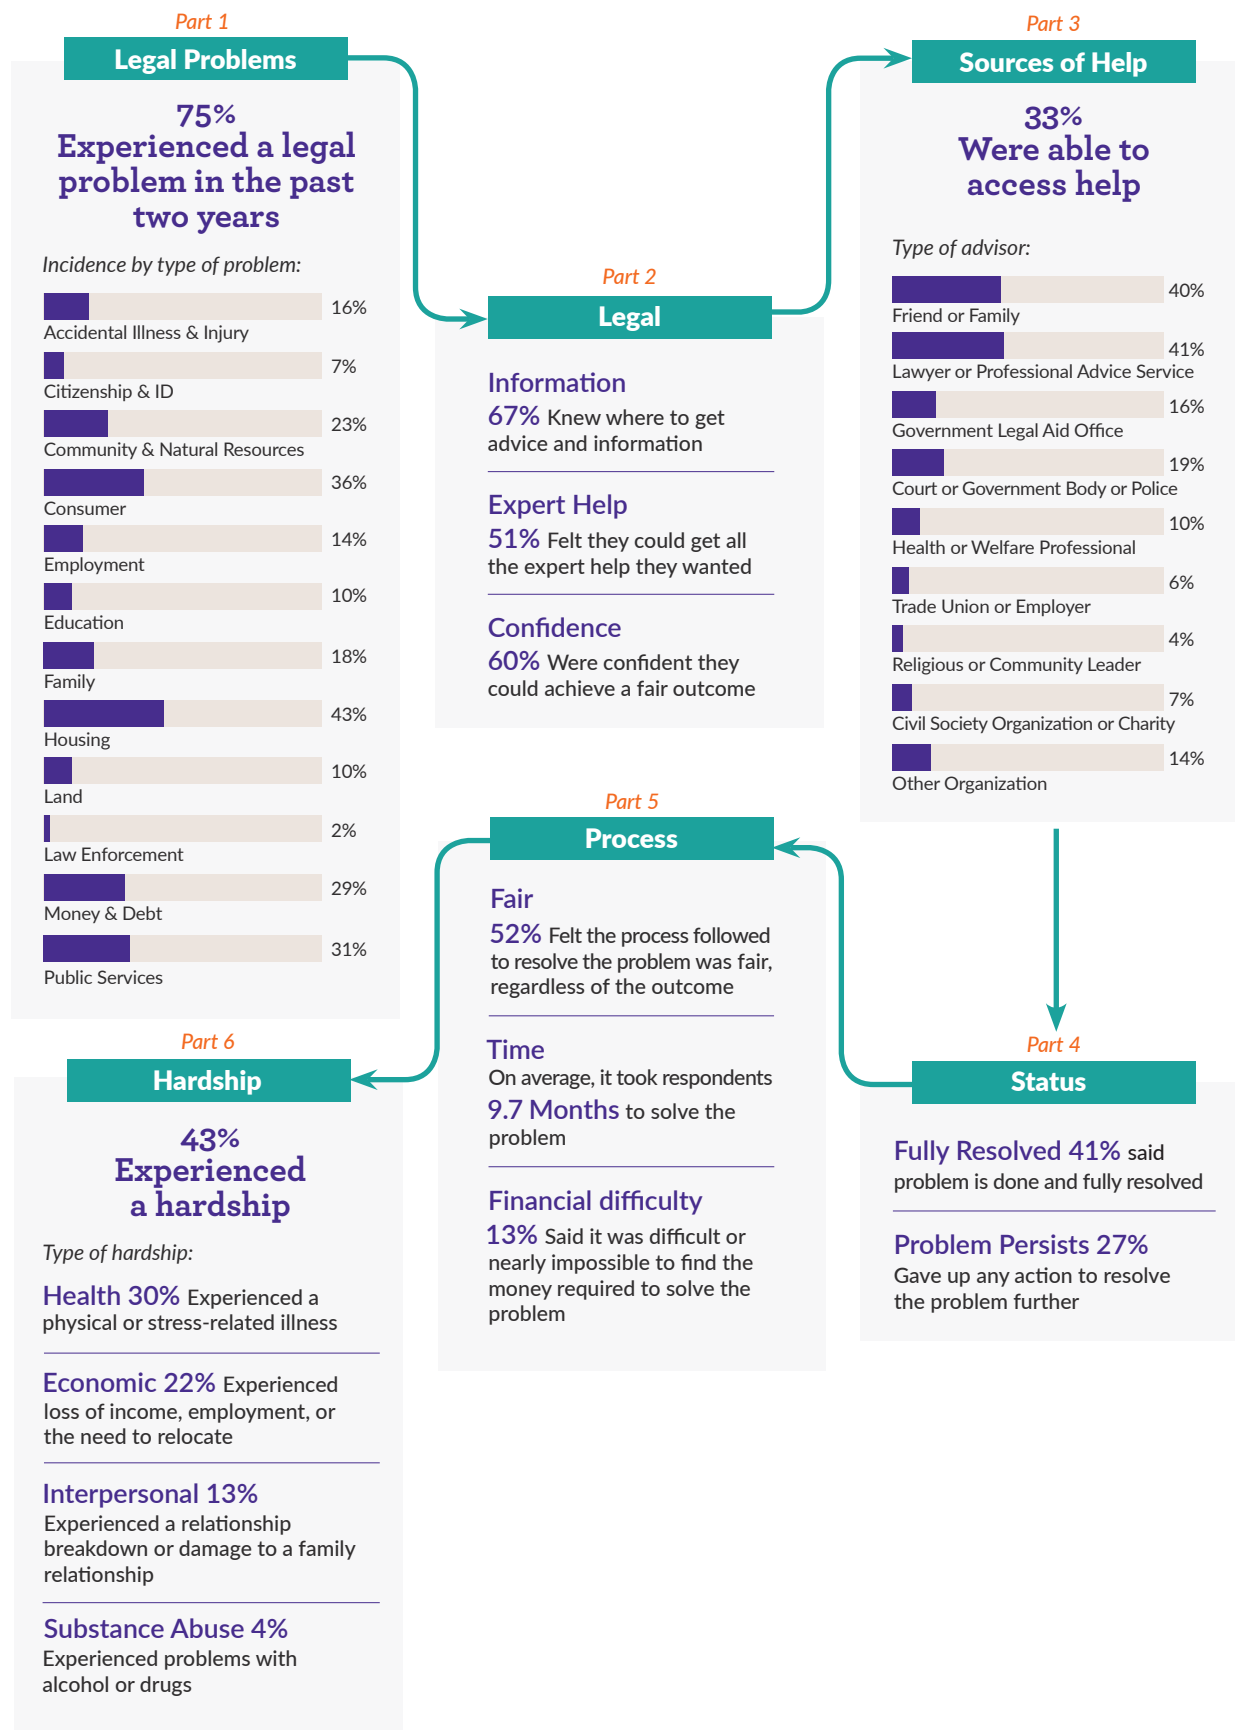 Part 1
Legal Problems
75%
Experienced a legal
problem in the past
two years
Incidence by type of problem:
16%
Accidental Illness & Injury
7%
Citizenship & ID
23%
Community & Natural Resources
36%
Consumer
14%
Employment
10%
Education
18%
Family
43%
Housing
10%
Land
2%
Law Enforcement
29%
Money & Debt
31%
Public Services
Part 2
Legal
Information
67% Knew where to get
advice and information
Expert Help
51% Felt they could get all
the expert help they wanted
Confidence
60% Were confident they
could achieve a fair outcome
Part 3
Sources of Help
33%
Were able to
access help
Type of advisor:
40%
Friend or Family
41%
Lawyer or Professional Advice Service
16%
Government Legal Aid Office
19%
Court or Government Body or Police
10%
Health or Welfare Professional
6%
Trade Union or Employer
4%
Religious or Community Leader
7%
Civil Society Organization or Charity
14%
Other Organization
Part 4
Status
Fully Resolved 41% said
problem is done and fully resolved
Problem Persists 27%
Gave up any action to resolve
the problem further
Part 5
Process
Fair
52% Felt the process followed
to resolve the problem was fair,
regardless of the outcome
Time
On average, it took respondents
9.7 Months to solve the
problem
Financial difficulty
13% Said it was difficult or
nearly impossible to find the
money required to solve the
problem
Part 6
Hardship
43%
Experienced
a hardship
Type of hardship:
Health 30% Experienced a
physical or stress-related illness
Economic 22% Experienced
loss of income, employment, or
the need to relocate
Interpersonal 13%
Experienced a relationship
breakdown or damage to a family
relationship
Substance Abuse 4%
Experienced problems with
alcohol or drugs